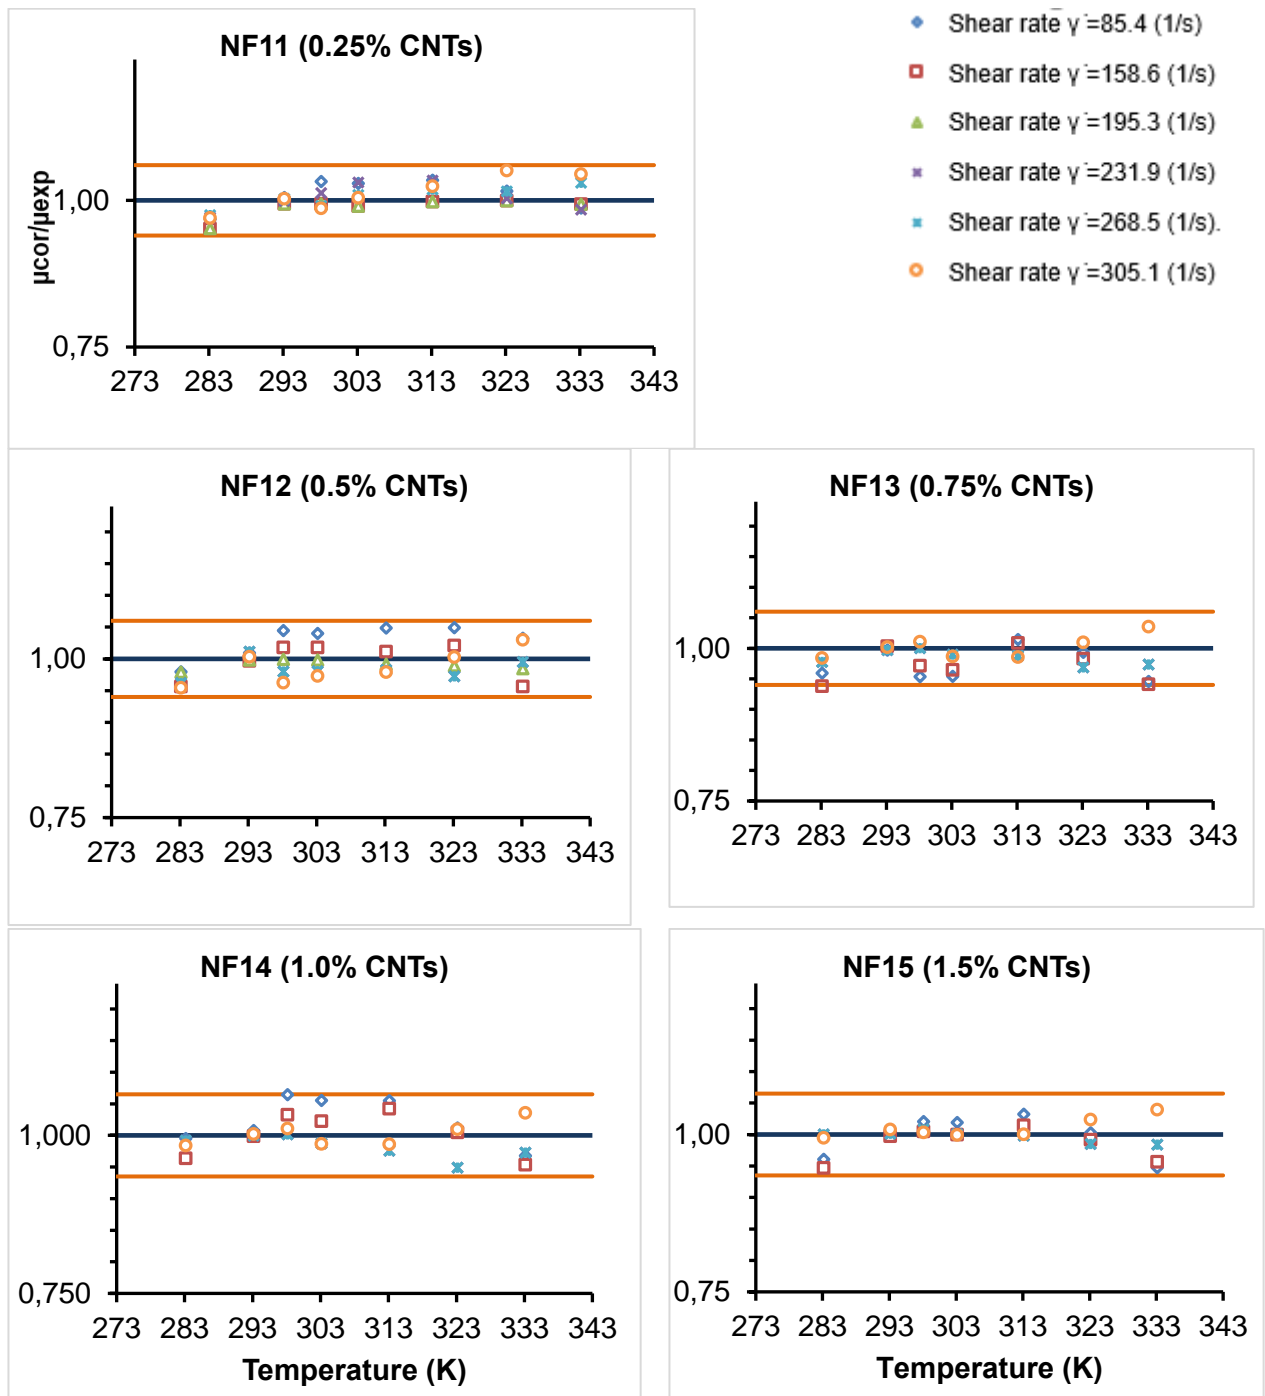 NF11 (0.25% CNTs)
µcor/µexp
1,00
0,75
273 283 293 303 313 323 333 343
Shear rate γ˙=85.4 (1/s)
Shear rate γ˙=158.6 (1/s)
Shear rate γ˙=195.3 (1/s)
Shear rate γ˙=231.9 (1/s)
Shear rate γ˙=268.5 (1/s).
Shear rate γ˙=305.1 (1/s)
NF12 (0.5% CNTs)
1,00
0,75
273 283 293 303 313 323 333 343
NF13 (0.75% CNTs)
1,00
0,75
273 283 293 303 313 323 333 343
NF14 (1.0% CNTs)
1,000
0,750
273 283 293 303 313 323 333 343
Temperature (K)
NF15 (1.5% CNTs)
1,00
0,75
273 283 293 303 313 323 333 343
Temperature (K)